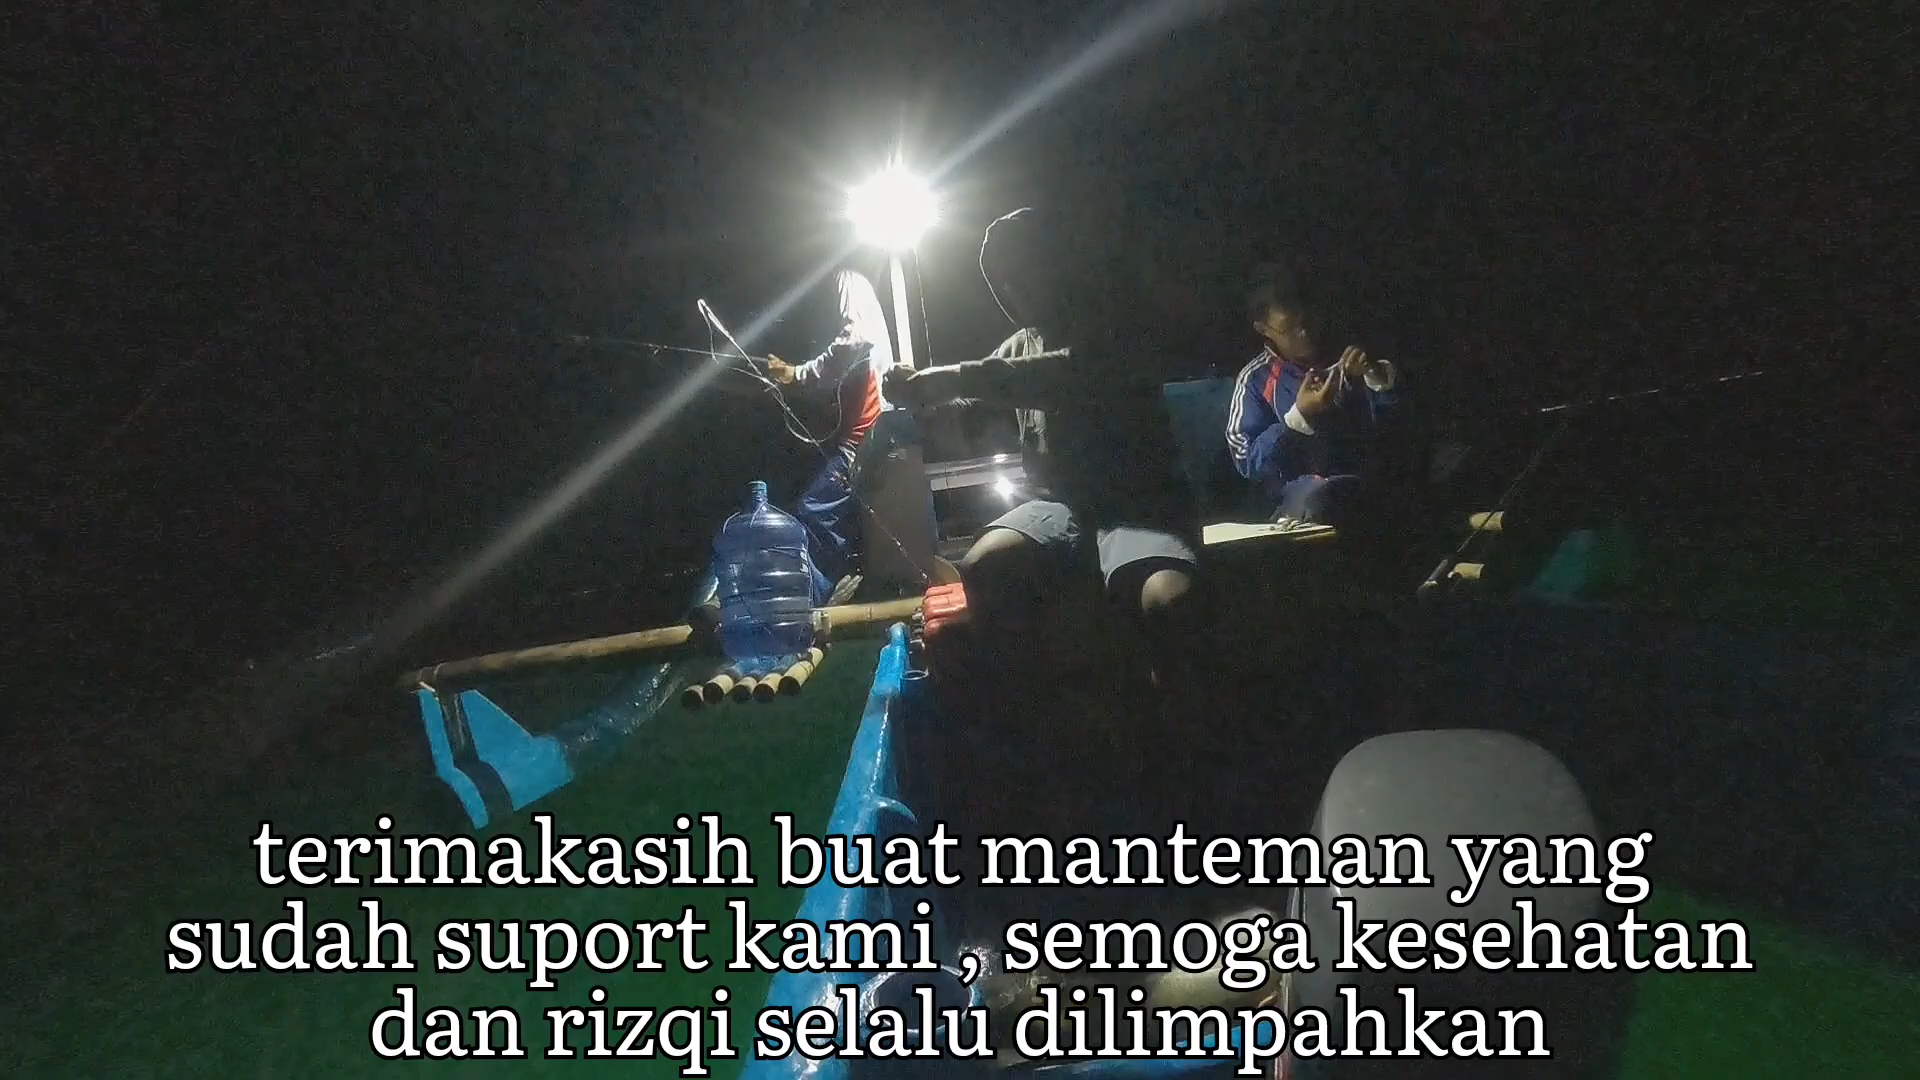 terimakasih buat manteman yang
sudah suport kami , semoga kesehatan
dan rizqi selalu dilimpahkan